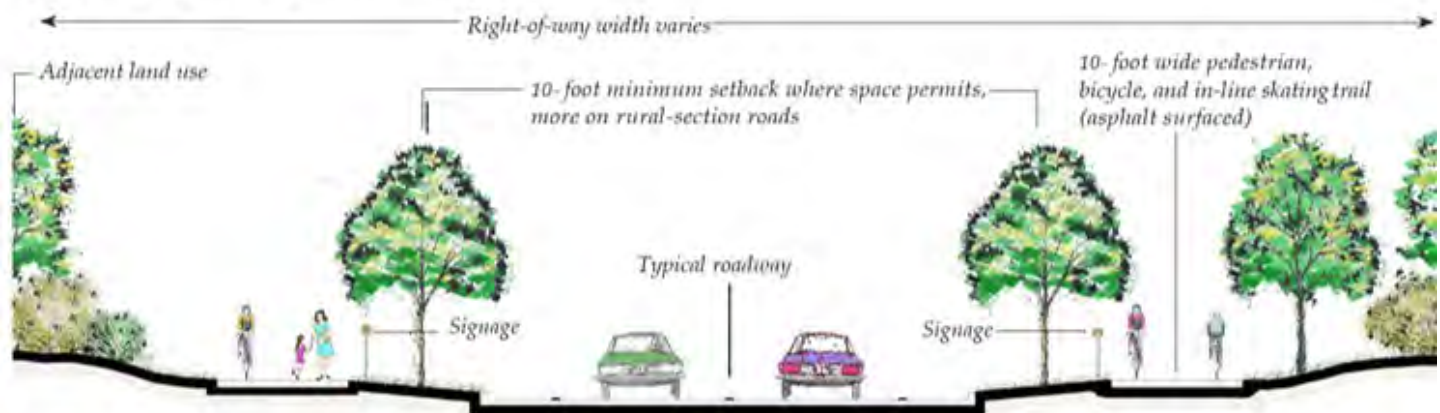 Right-of-way width varies
Adjacent land use
10- foot minimum setback where space permits,
more on rural-section roads
10- foot wide pedestrian,
bicycle, and in-line skating trail
(asphalt surfaced)
Typical roadway
Signage
Signage